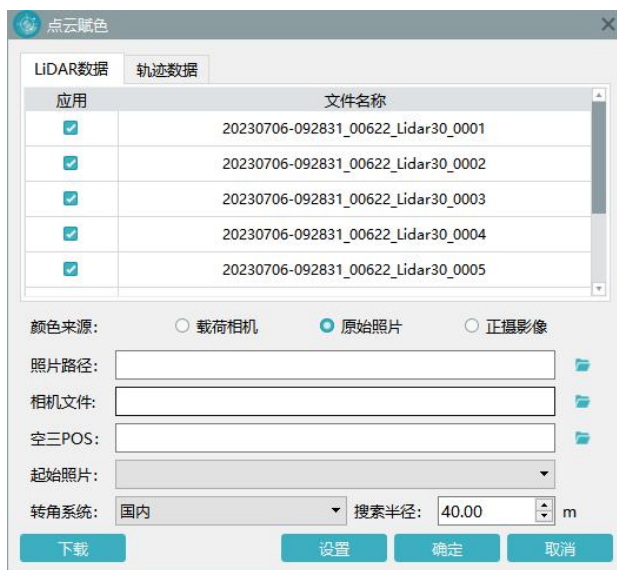 点云赋色
LiDAR数据 轨迹数据
应用 文件名称
20230706-092831_00622_Lidar30_0001
20230706-092831_00622_Lidar30_0002
20230706-092831_00622_Lidar30_0003
20230706-092831_00622_Lidar30_0004
20230706-092831_00622_Lidar30_0005
颜色来源: 载荷相机 原始照片 正摄影像
照片路径:
相机文件:
空三POS:
起始照片:
转角系统: 国内 搜素半径: 40.00 m
下载 设置 确定 取消